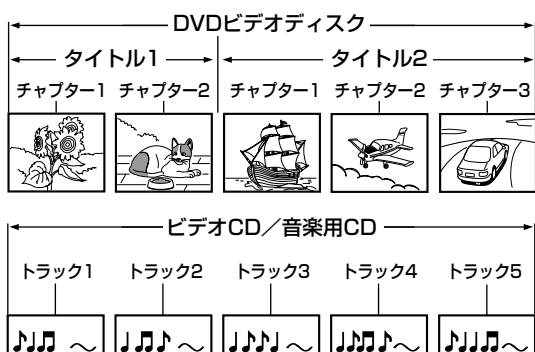 DVDビデオディスク
タイトル1 タイトル2
チャプター1 チャプター2 チャプター1 チャプター2 チャプター3
ビデオCD／音楽用CD
トラック1 トラック2 トラック3 トラック4 トラック5